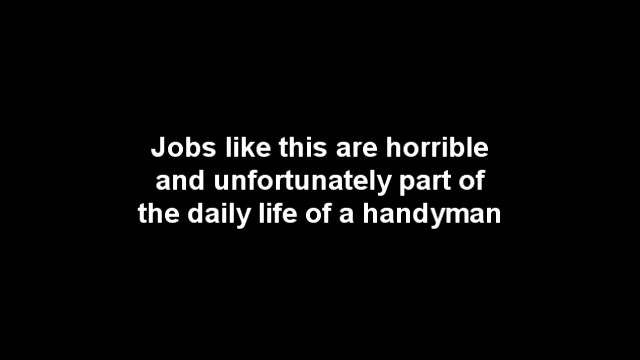 Jobs like this are horrible
and unfortunately part of
the daily life of a handyman